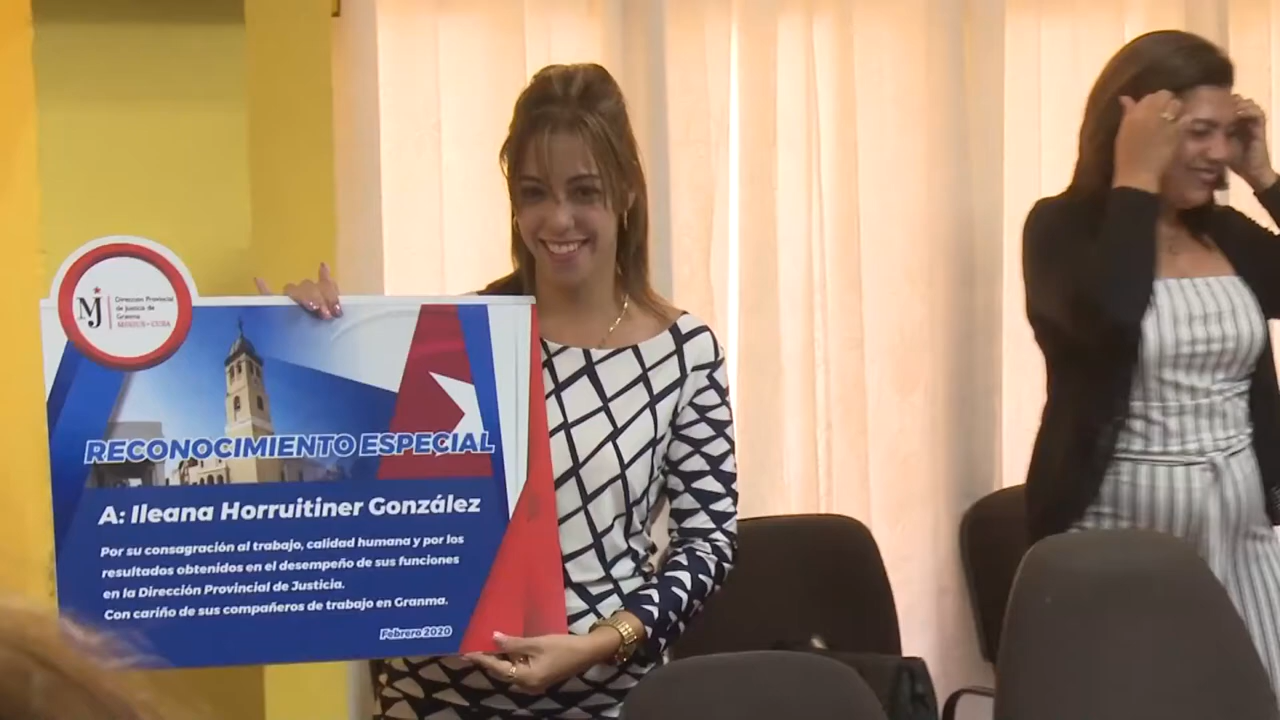 MJ
Dirección Provincial
de Justicia de
Granma
MINJUS • CUBA
RECONOCIMIENTO ESPECIAL
A: Ileana Horruitiner González
Por su consagración al trabajo, calidad humana y por los
resultados obtenidos en el desempeño de sus funciones
en la Dirección Provincial de Justicia.
Con cariño de sus compañeros de trabajo en Granma.
Febrero 2020